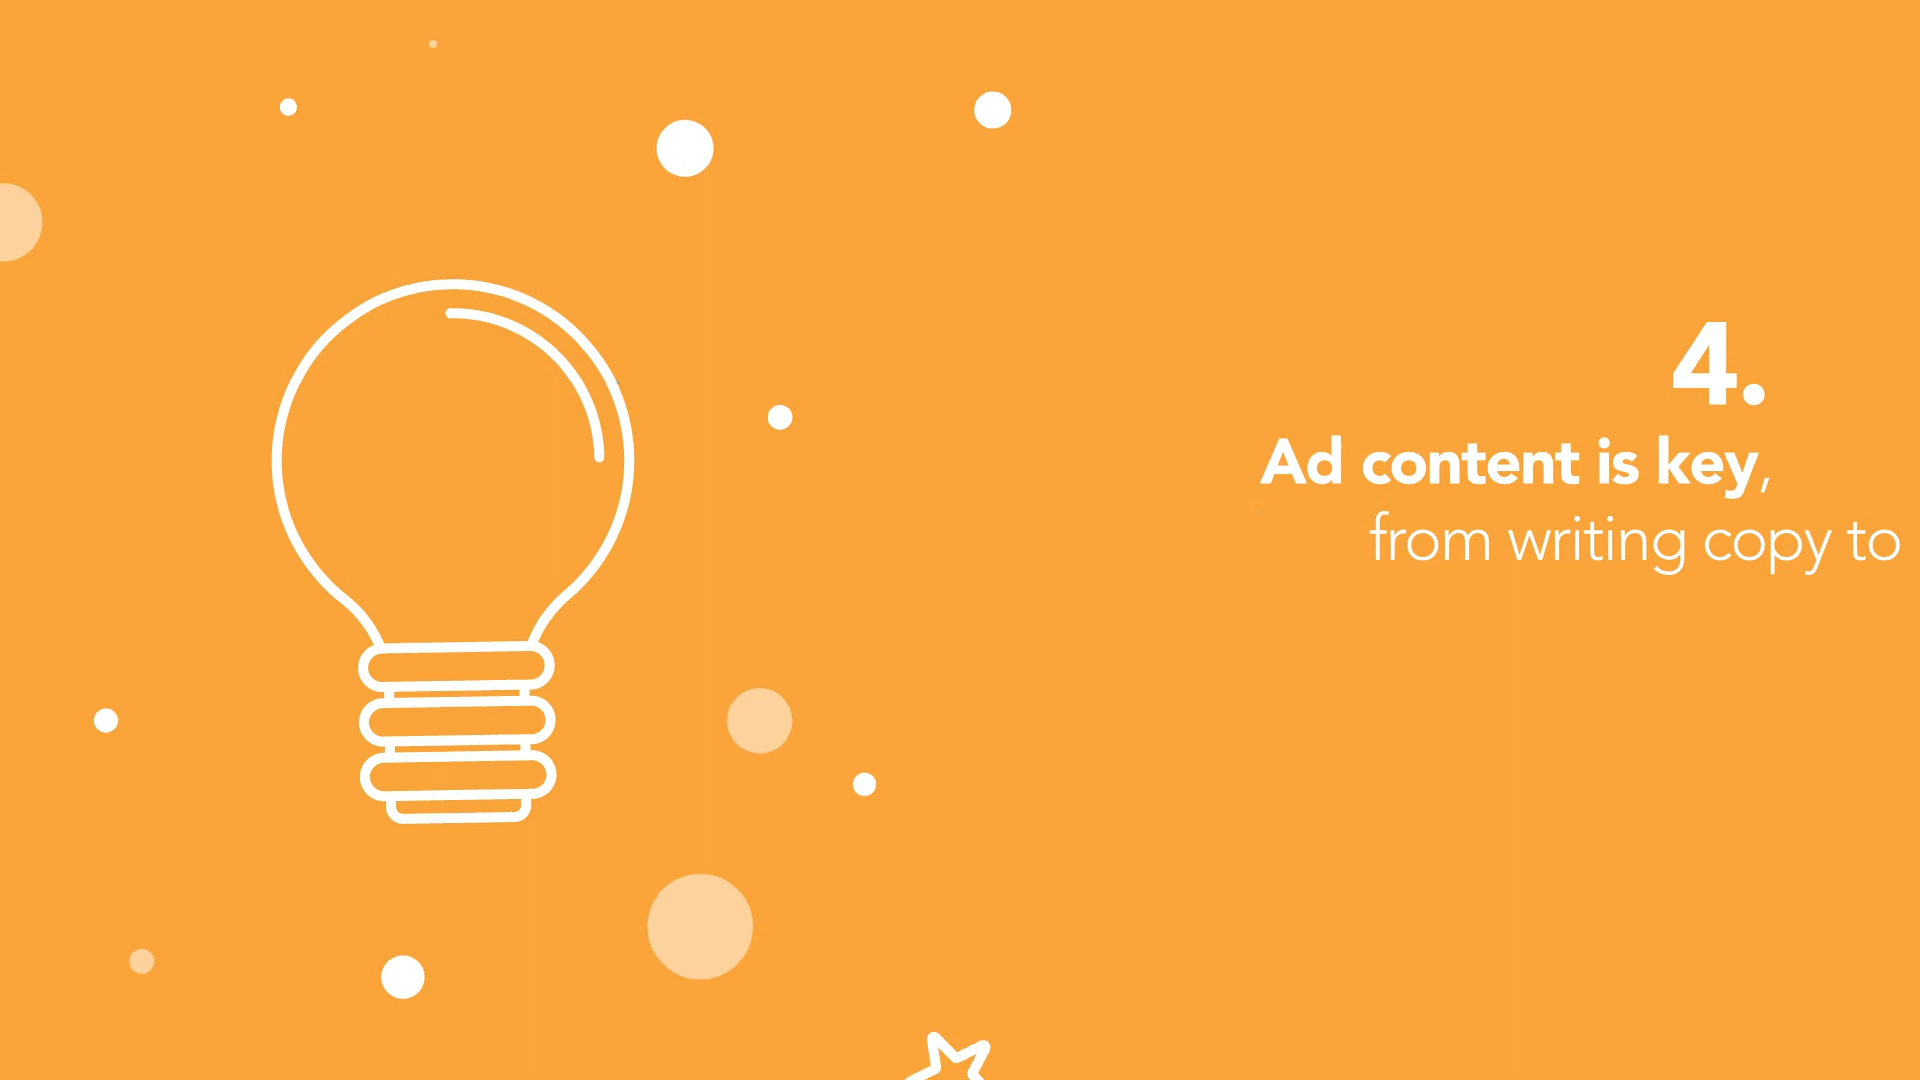 4.
Ad content is key,
from writing copy to